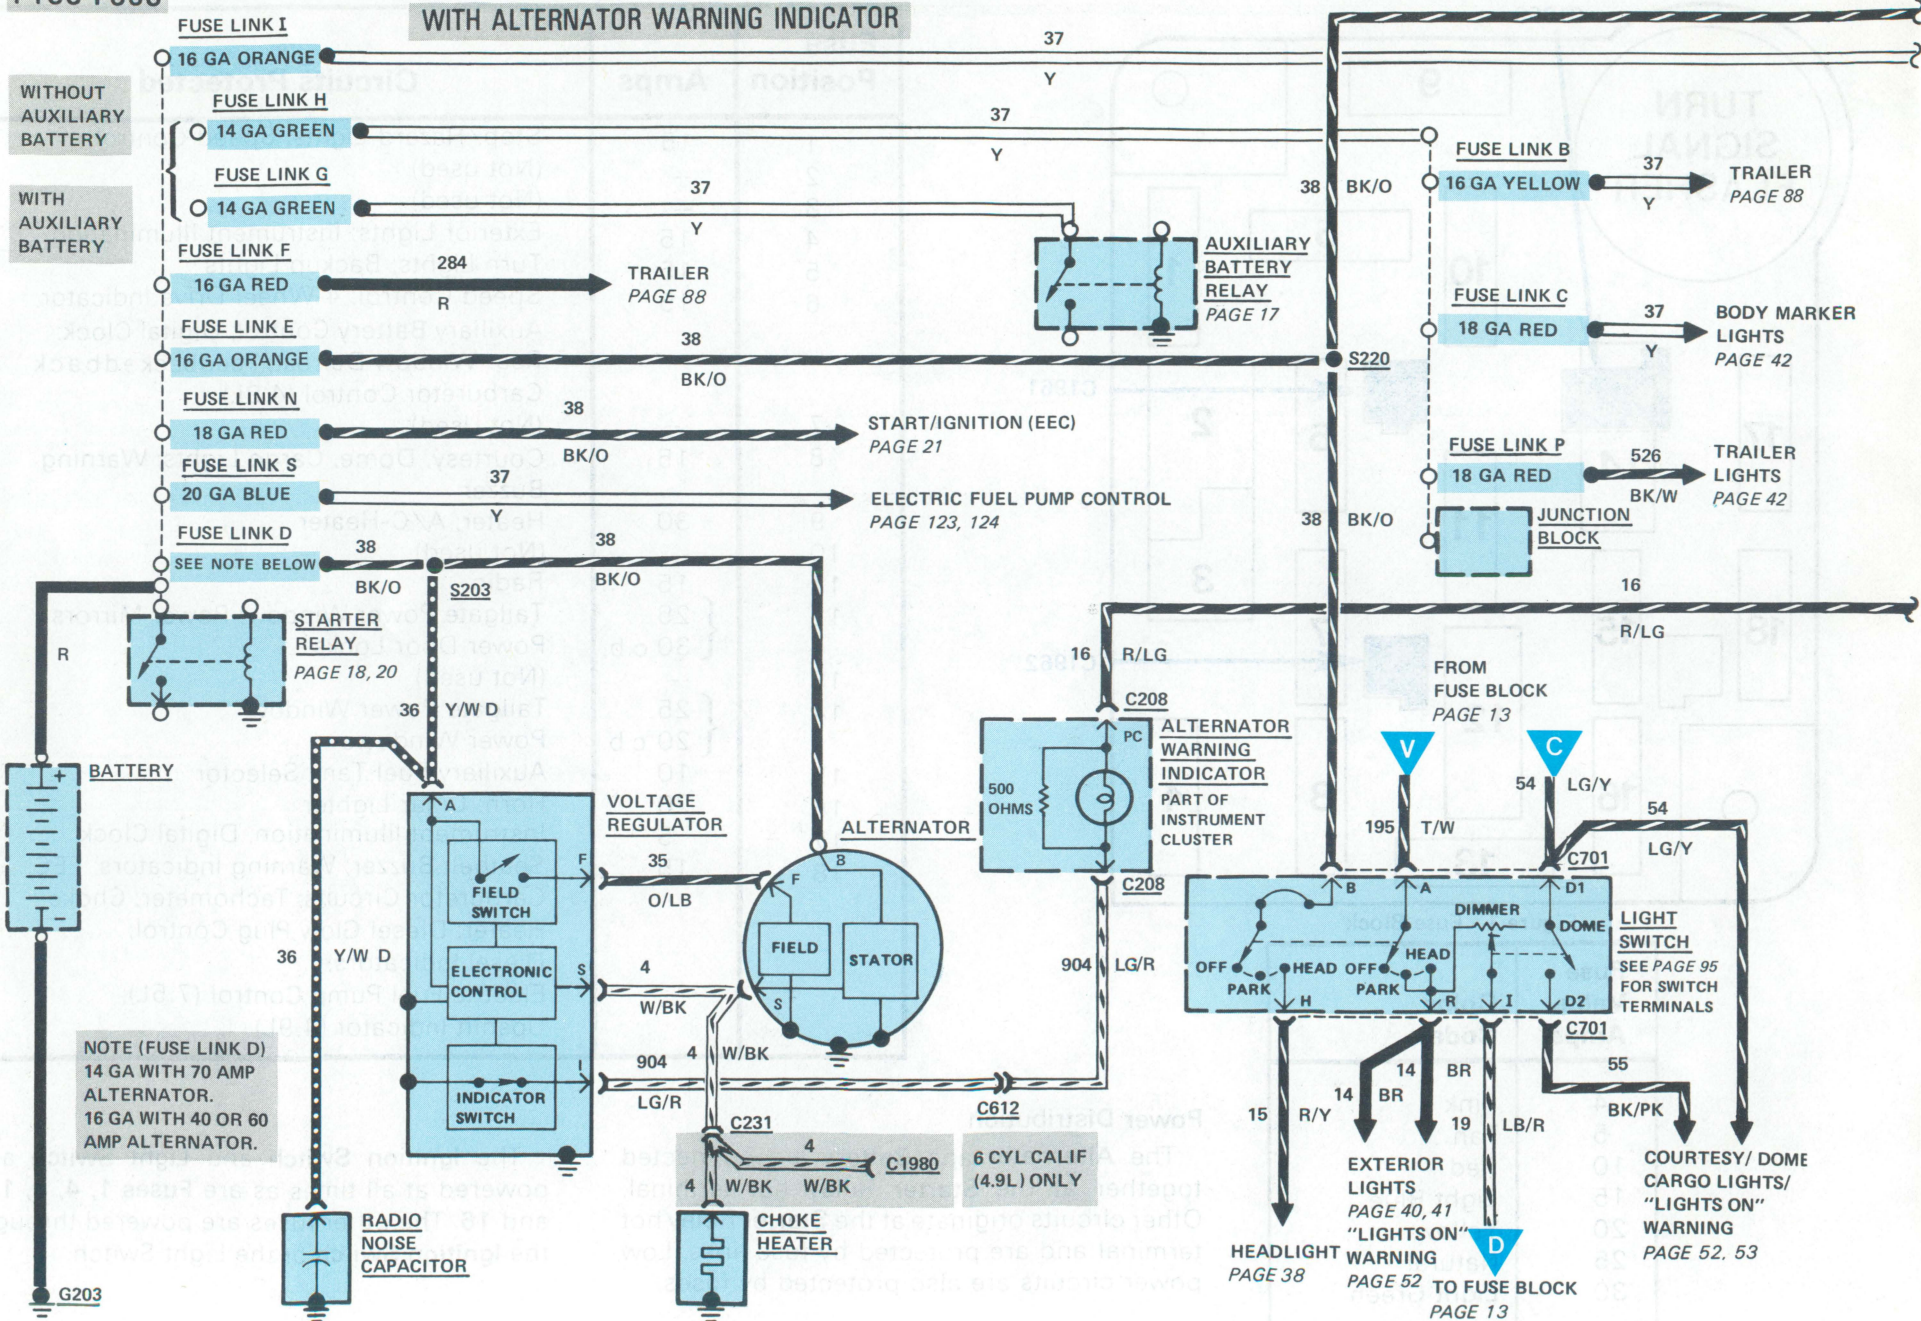 WITH ALTERNATOR WARNING INDICATOR
FUSE LINK I
16 GA ORANGE
37
Y
WITHOUT
AUXILIARY
BATTERY
FUSE LINK H
14 GA GREEN
37
Y
WITH
AUXILIARY
BATTERY
FUSE LINK G
14 GA GREEN
37
Y
FUSE LINK F
16 GA RED
284
R
TRAILER
PAGE 88
FUSE LINK E
16 GA ORANGE
38
BK/O
S220
FUSE LINK N
18 GA RED
38
BK/O
START/IGNITION (EEC)
PAGE 21
FUSE LINK S
20 GA BLUE
37
Y
ELECTRIC FUEL PUMP CONTROL
PAGE 123, 124
FUSE LINK D
SEE NOTE BELOW
38
BK/O
S203
38
BK/O
AUXILIARY
BATTERY
RELAY
PAGE 17
38 BK/O
38 BK/O
FUSE LINK B
16 GA YELLOW
37
Y
TRAILER
PAGE 88
FUSE LINK C
18 GA RED
37
Y
BODY MARKER
LIGHTS
PAGE 42
FUSE LINK P
18 GA RED
526
BK/W
TRAILER
LIGHTS
PAGE 42
JUNCTION
BLOCK
16
R/LG
STARTER
RELAY
PAGE 18, 20
R
36 Y/W D
BATTERY
+
-
G203
36 Y/W D
A
VOLTAGE
REGULATOR
FIELD
SWITCH
F
35
O/LB
ELECTRONIC
CONTROL
S
4
W/BK
INDICATOR
SWITCH
I
904
LG/R
ALTERNATOR
B
F
FIELD
STATOR
S
4 W/BK
C612
C231
4
W/BK
4
W/BK
C1980
6 CYL CALIF
(4.9L) ONLY
CHOKE
HEATER
RADIO
NOISE
CAPACITOR
NOTE (FUSE LINK D)
14 GA WITH 70 AMP
ALTERNATOR.
16 GA WITH 40 OR 60
AMP ALTERNATOR.
16 R/LG
C208
PC
500
OHMS
ALTERNATOR
WARNING
INDICATOR
PART OF
INSTRUMENT
CLUSTER
C208
904 LG/R
FROM
FUSE BLOCK
PAGE 13
V
C
195 T/W
54 LG/Y
54
LG/Y
C701
B
A
D1
DIMMER
DOME
OFF
PARK
HEAD
OFF
PARK
HEAD
H
R
I
D2
LIGHT
SWITCH
SEE PAGE 95
FOR SWITCH
TERMINALS
C701
15 R/Y
14 BR
14 BR
19 LB/R
55
BK/PK
HEADLIGHT
PAGE 38
EXTERIOR
LIGHTS
PAGE 40, 41
"LIGHTS ON"
WARNING
PAGE 52
D
TO FUSE BLOCK
PAGE 13
COURTESY/DOME
CARGO LIGHTS/
"LIGHTS ON"
WARNING
PAGE 52, 53